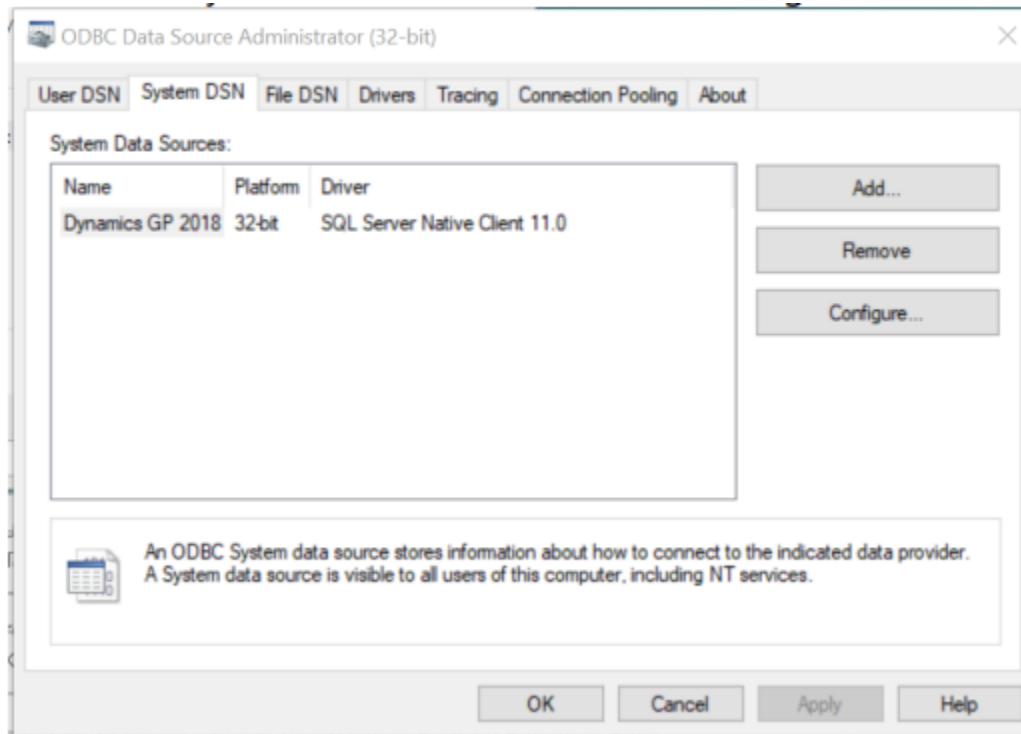 ODBC Data Source Administrator (32-bit)
User DSN System DSN File DSN Drivers Tracing Connection Pooling About
System Data Sources:
Name Platform Driver
Dynamics GP 2018 32-bit SQL Server Native Client 11.0
Add...
Remove
Configure...
An ODBC System data source stores information about how to connect to the indicated data provider.
A System data source is visible to all users of this computer, including NT services.
OK Cancel Apply Help